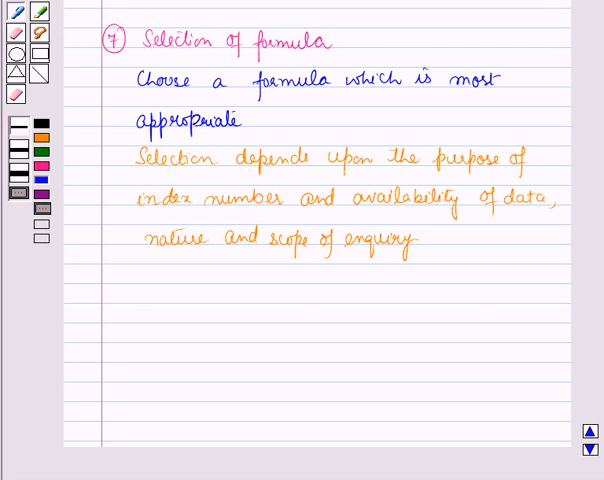 7 Selection of formula
Choose a formula which is most
appropriate
Selection depends upon the purpose of
index number and availability of data,
nature and scope of enquiry